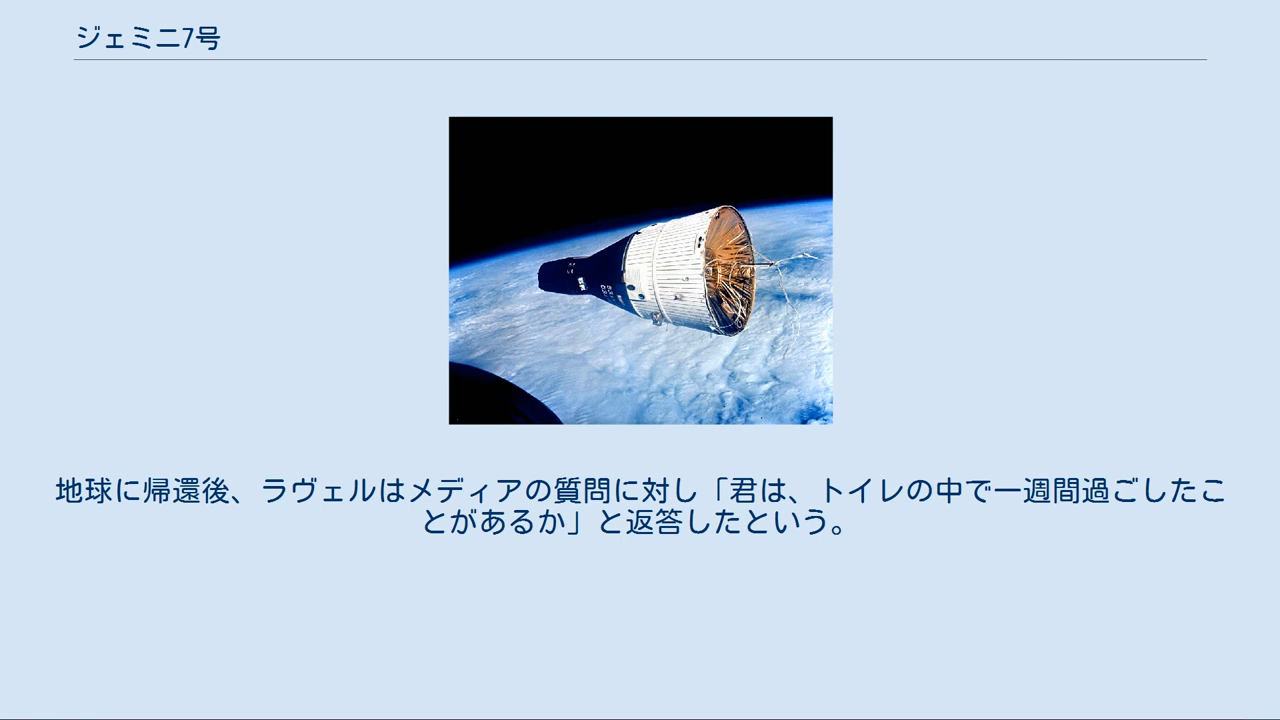 ジェミニ7号
地球に帰還後、ラヴェルはメディアの質問に対し「君は、トイレの中で一週間過ごしたこ
とがあるか」と返答したという。